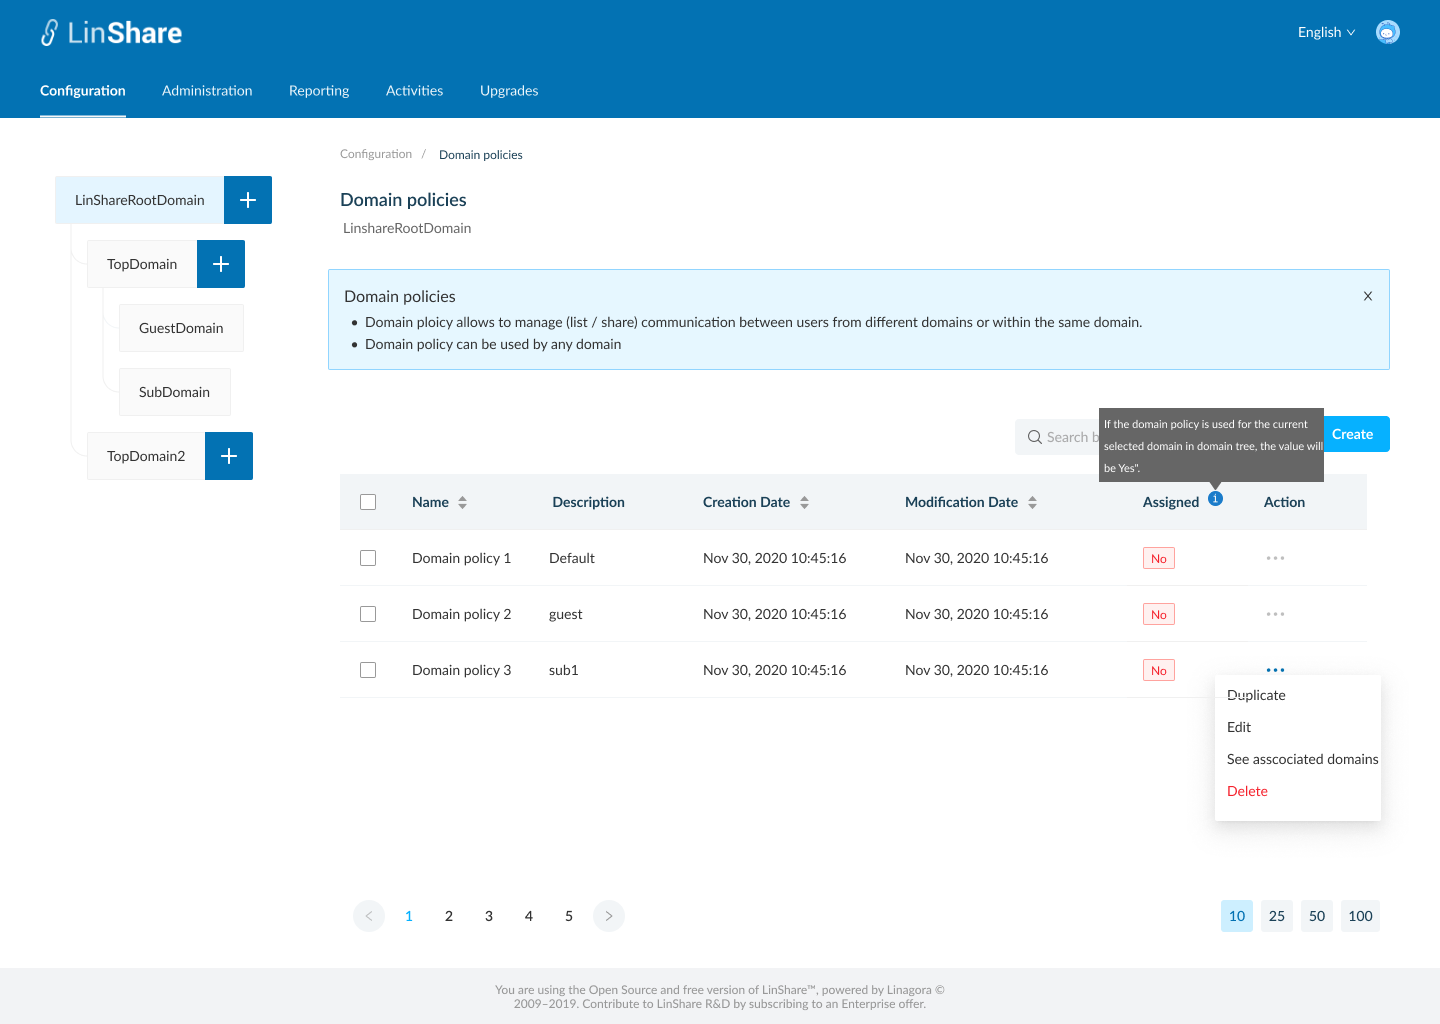 LinShare
English
Configuration Administration Reporting Activities Upgrades
Configuration / Domain policies
LinShareRootDomain
TopDomain
GuestDomain
SubDomain
TopDomain2
Domain policies
LinshareRootDomain
Domain policies
X
• Domain ploicy allows to manage (list / share) communication between users from different domains or within the same domain.
• Domain policy can be used by any domain
Search b
If the domain policy is used for the current
selected domain in domain tree, the value will
be Yes".
Create
Name Description Creation Date Modification Date Assigned i Action
Domain policy 1 Default Nov 30, 2020 10:45:16 Nov 30, 2020 10:45:16 No
Domain policy 2 guest Nov 30, 2020 10:45:16 Nov 30, 2020 10:45:16 No
Domain policy 3 sub1 Nov 30, 2020 10:45:16 Nov 30, 2020 10:45:16 No
Duplicate
Edit
See asscociated domains
Delete
1 2 3 4 5
10 25 50 100
You are using the Open Source and free version of LinShare™, powered by Linagora ©
2009–2019. Contribute to LinShare R&D by subscribing to an Enterprise offer.